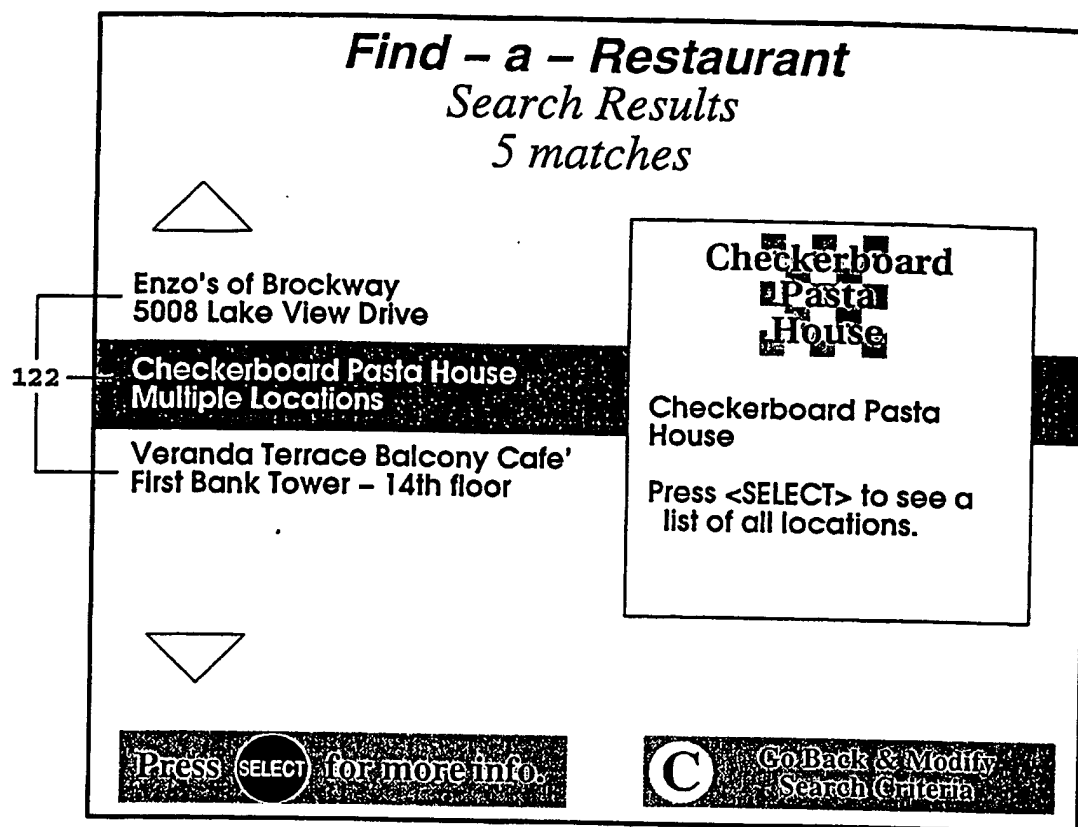 Find – a – Restaurant
Search Results
5 matches
Enzo's of Brockway
5008 Lake View Drive
122
Checkerboard Pasta House
Multiple Locations
Veranda Terrace Balcony Cafe'
First Bank Tower – 14th floor
Checkerboard
Pasta
House
Checkerboard Pasta
House
Press <SELECT> to see a
list of all locations.
Press SELECT for more info.
C Go Back & Modify
Search Criteria